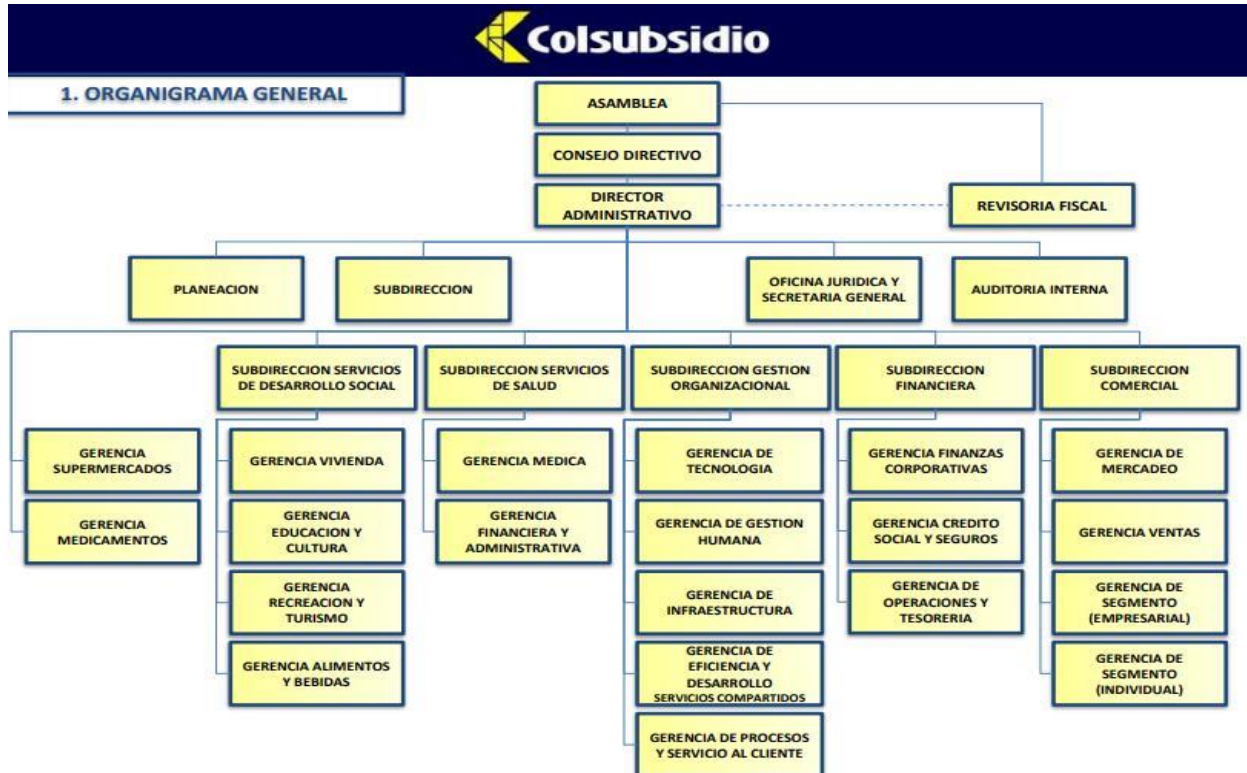 Colsubsidio
1. ORGANIGRAMA GENERAL
ASAMBLEA
CONSEJO DIRECTIVO
DIRECTOR
ADMINISTRATIVO
REVISORIA FISCAL
PLANEACION
SUBDIRECCION
OFICINA JURIDICA Y
SECRETARIA GENERAL
AUDITORIA INTERNA
SUBDIRECCION SERVICIOS
DE DESARROLLO SOCIAL
SUBDIRECCION SERVICIOS
DE SALUD
SUBDIRECCION GESTION
ORGANIZACIONAL
SUBDIRECCION
FINANCIERA
SUBDIRECCION
COMERCIAL
GERENCIA
SUPERMERCADOS
GERENCIA
MEDICAMENTOS
GERENCIA VIVIENDA
GERENCIA
EDUCACION Y
CULTURA
GERENCIA
RECREACION Y
TURISMO
GERENCIA ALIMENTOS
Y BEBIDAS
GERENCIA MEDICA
GERENCIA
FINANCIERA Y
ADMINISTRATIVA
GERENCIA DE
TECNOLOGIA
GERENCIA DE GESTION
HUMANA
GERENCIA DE
INFRAESTRUCTURA
GERENCIA DE
EFICIENCIA Y
DESARROLLO
SERVICIOS COMPARTIDOS
GERENCIA DE PROCESOS
Y SERVICIO AL CLIENTE
GERENCIA FINANZAS
CORPORATIVAS
GERENCIA CREDITO
SOCIAL Y SEGUROS
GERENCIA DE
OPERACIONES Y
TESORERIA
GERENCIA DE
MERCADEO
GERENCIA VENTAS
GERENCIA DE
SEGMENTO
(EMPRESARIAL)
GERENCIA DE
SEGMENTO
(INDIVIDUAL)